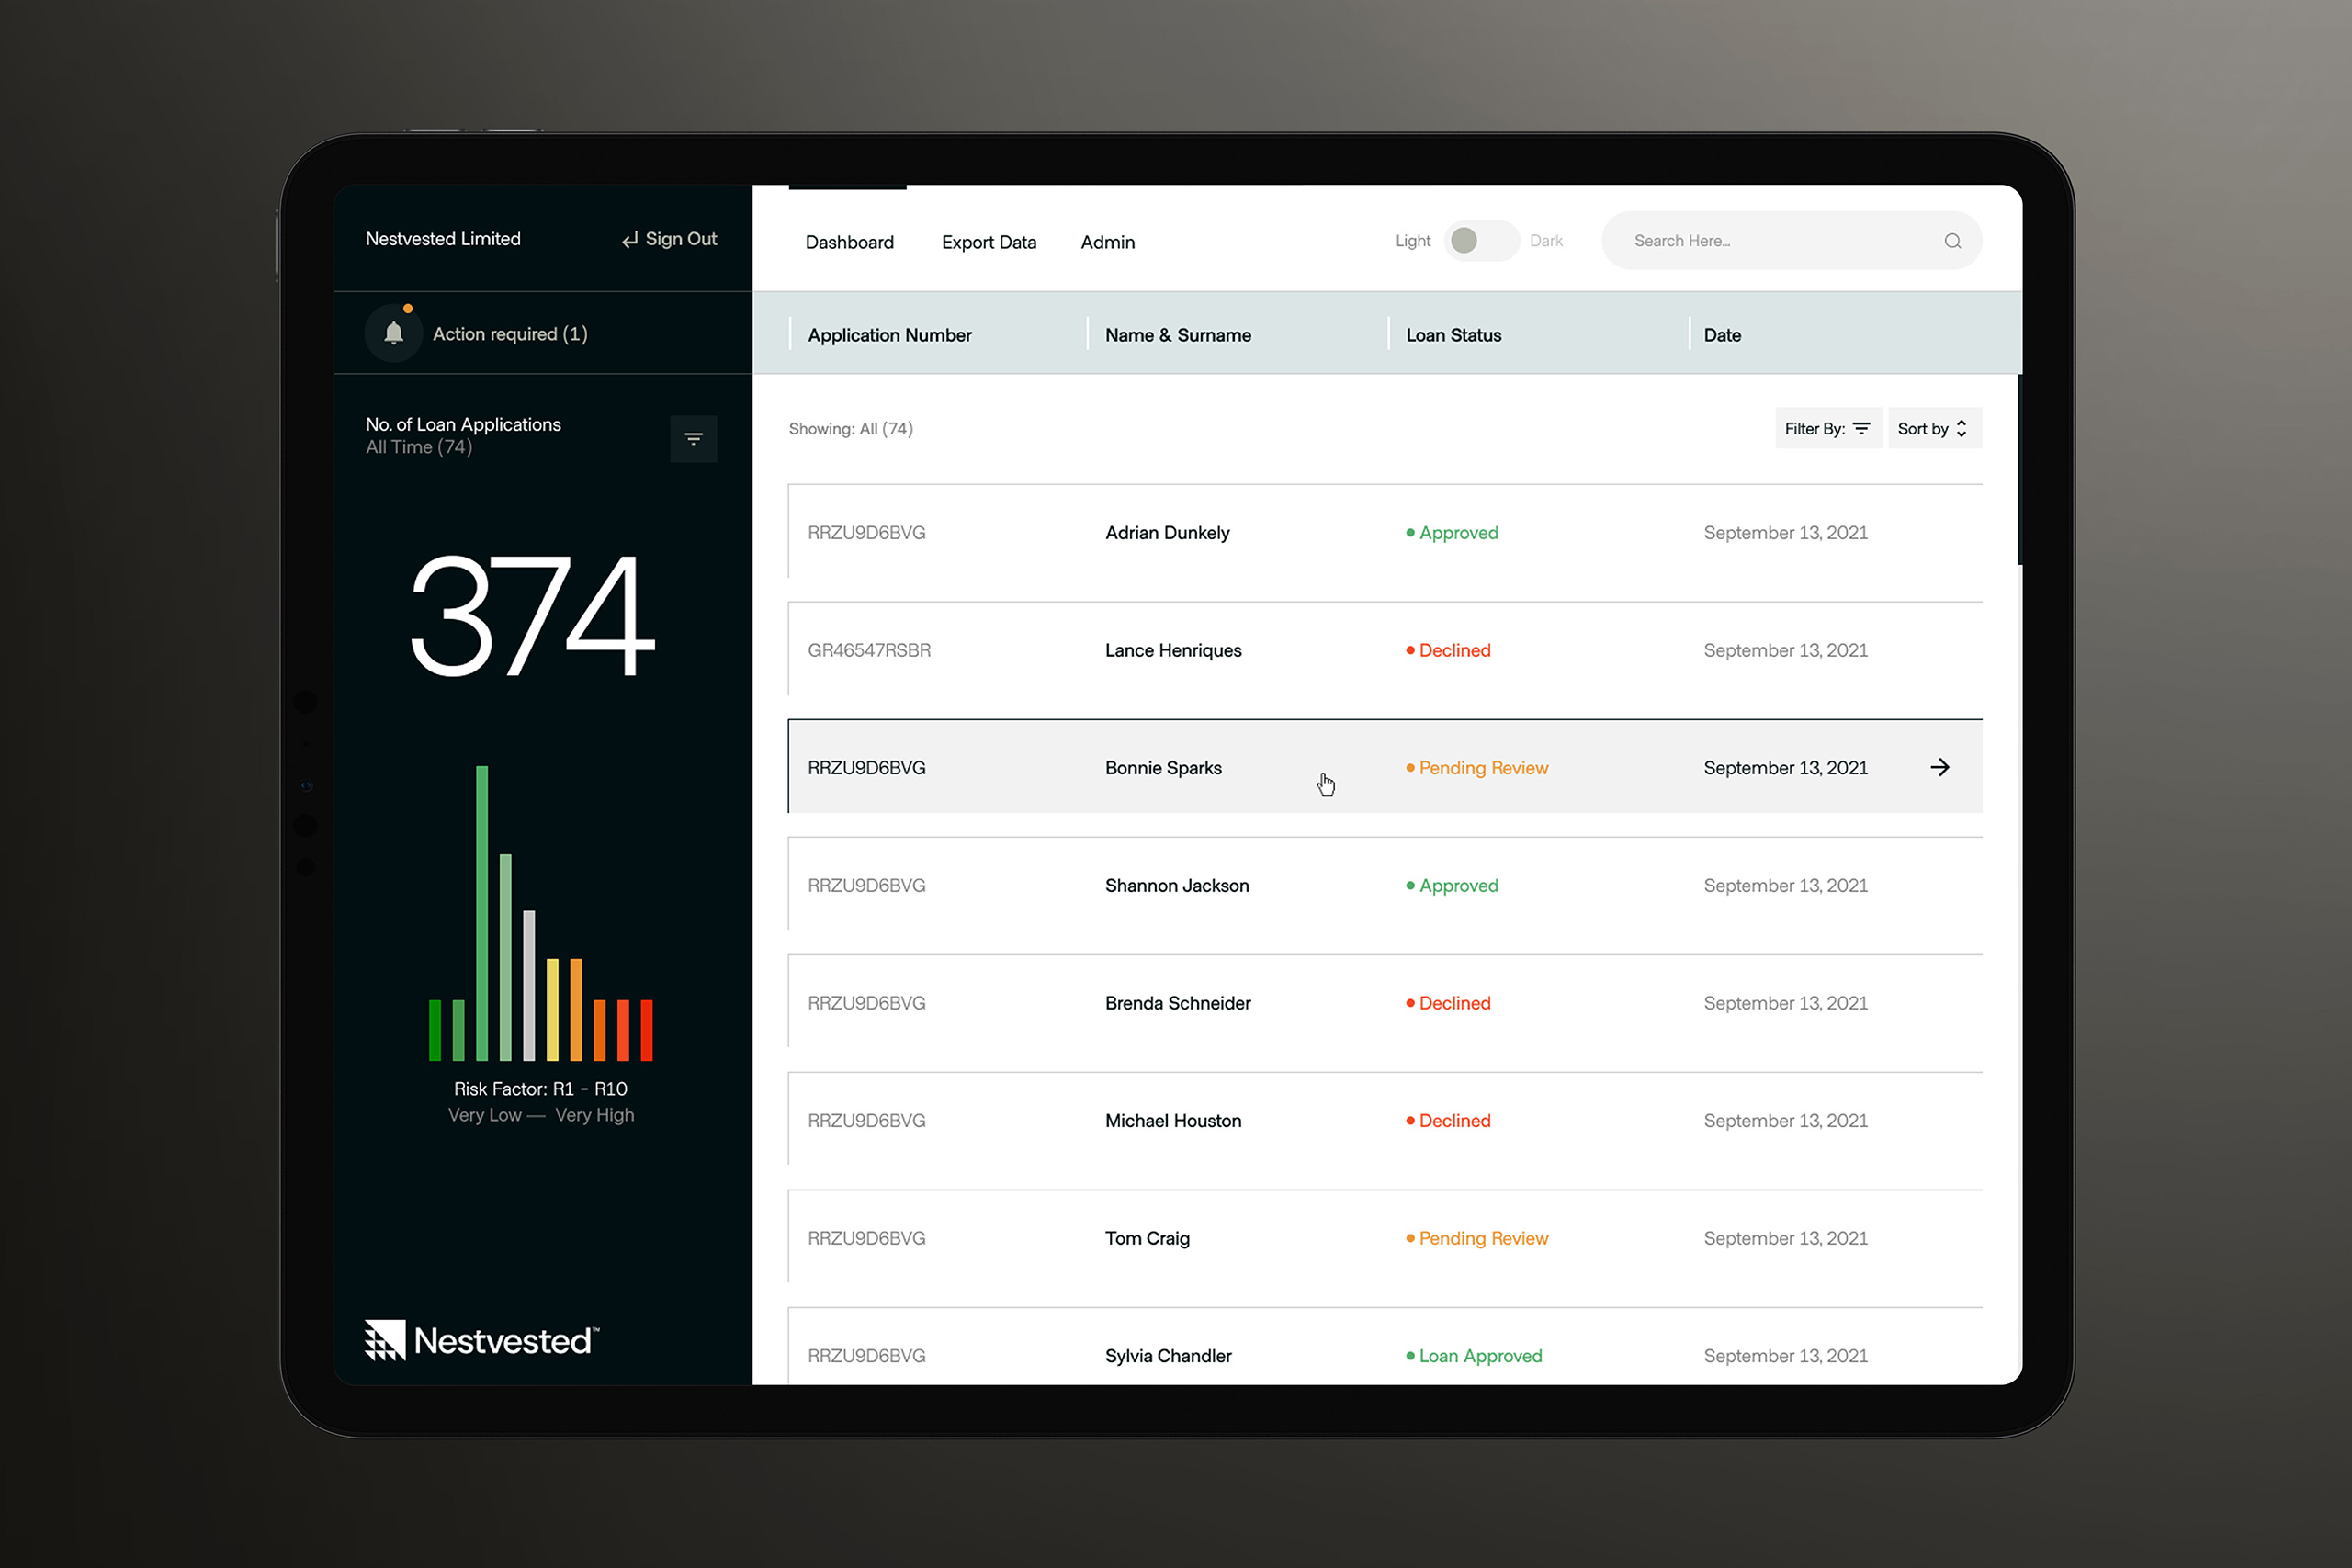 Nestvested Limited
Sign Out
Action required (1)
No. of Loan Applications
All Time (74)
374
Risk Factor: R1 - R10
Very Low — Very High
Nestvested™
Dashboard Export Data Admin
Light Dark
Search Here...
Application Number Name & Surname Loan Status Date
Showing: All (74)
Filter By: Sort by
RRZU9D6BVG Adrian Dunkely Approved September 13, 2021
GR46547RSBR Lance Henriques Declined September 13, 2021
RRZU9D6BVG Bonnie Sparks Pending Review September 13, 2021
RRZU9D6BVG Shannon Jackson Approved September 13, 2021
RRZU9D6BVG Brenda Schneider Declined September 13, 2021
RRZU9D6BVG Michael Houston Declined September 13, 2021
RRZU9D6BVG Tom Craig Pending Review September 13, 2021
RRZU9D6BVG Sylvia Chandler Loan Approved September 13, 2021